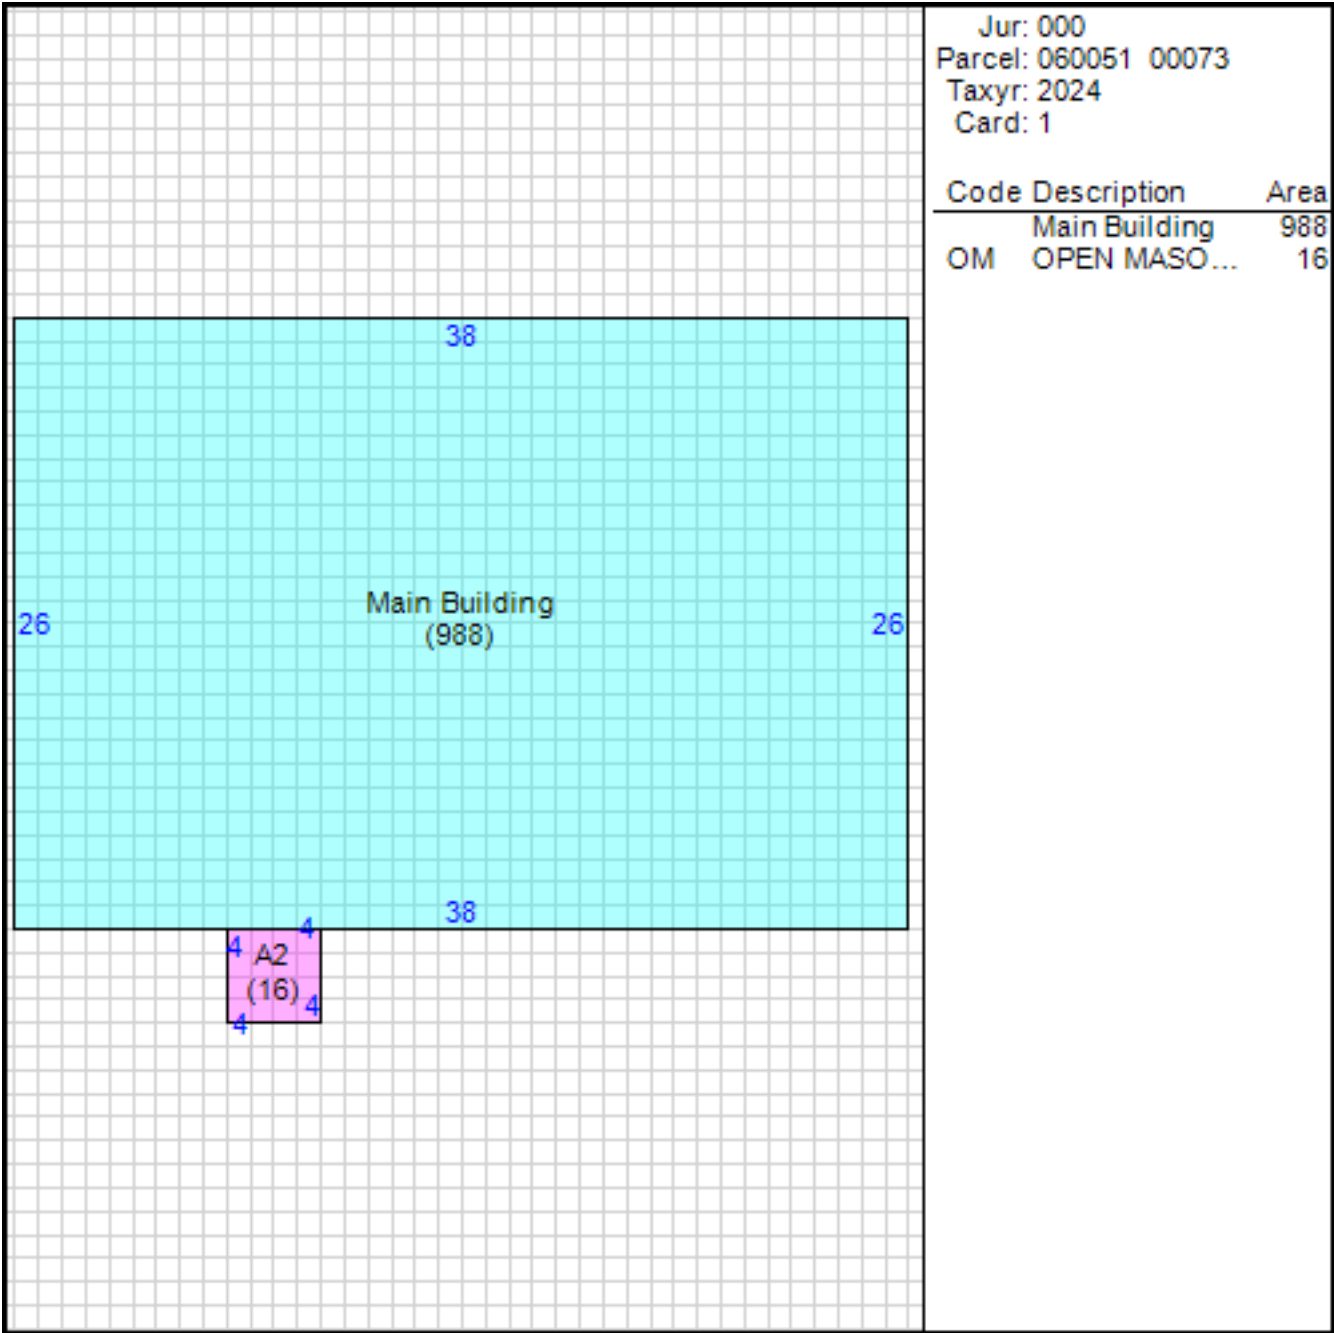 Jur: 000
Parcel: 060051 00073
Taxyr: 2024
Card: 1
Code Description Area
Main Building 988
OM OPEN MASO... 16
38
26
Main Building
(988)
26
38
4
4
A2
(16)
4
4